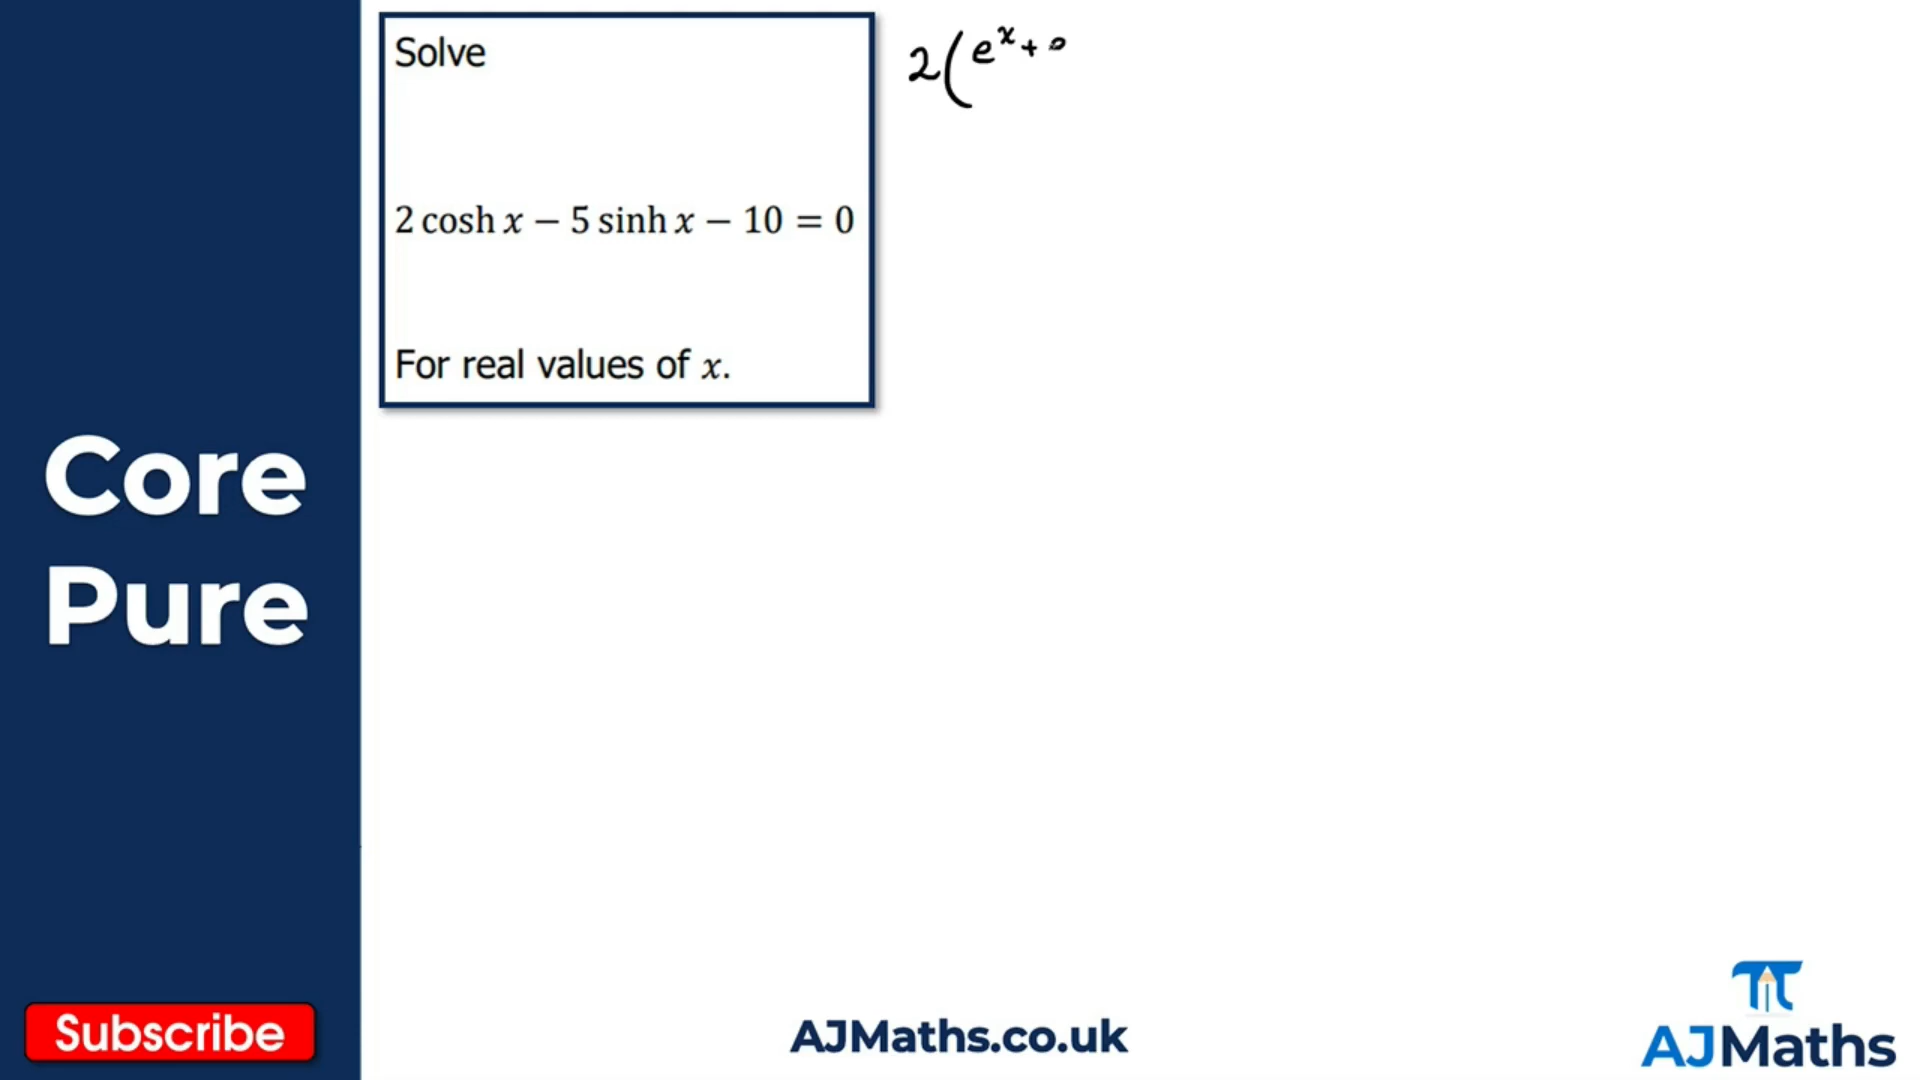 Solve
2 cosh x − 5 sinh x − 10 = 0
For real values of x.
2(e^x +
Core
Pure
Subscribe
AJMaths.co.uk
AJMaths